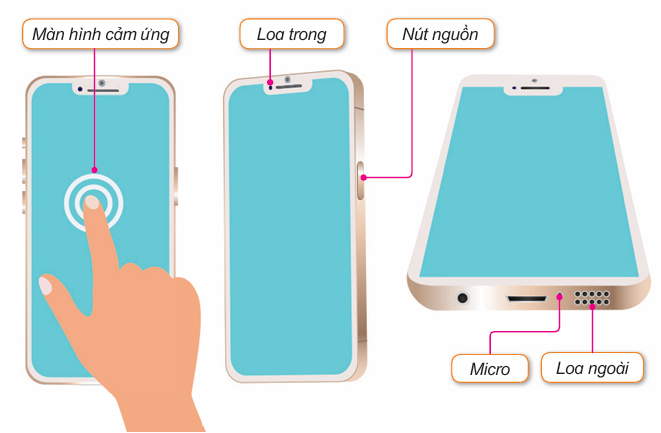 Màn hình cảm ứng
Loa trong
Nút nguồn
Micro
Loa ngoài